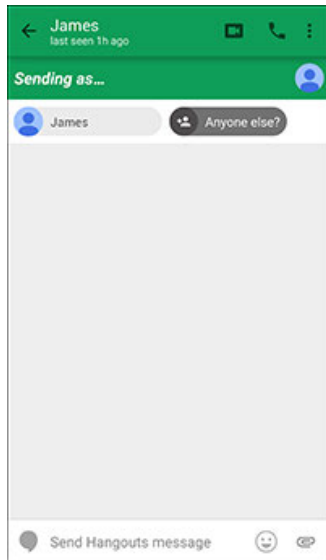 James
last seen 1h ago
Sending as...
James
Anyone else?
Send Hangouts message